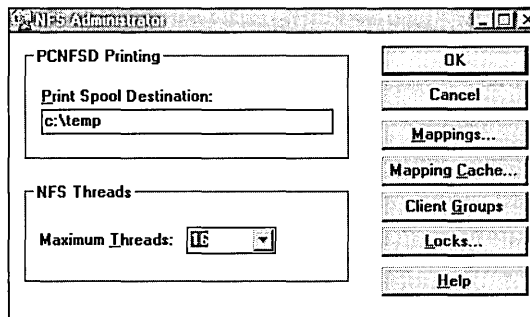 NFS Administrator
PCNFSD Printing
Print Spool Destination:
c:\temp
NFS Threads
Maximum Threads: 16
OK
Cancel
Mappings...
Mapping Cache...
Client Groups
Locks...
Help